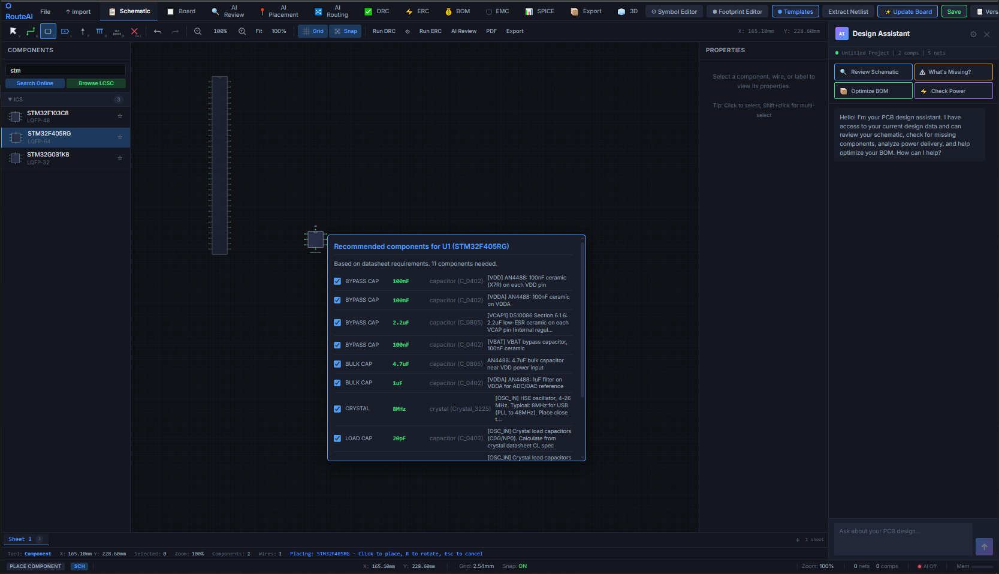 RouteAI
File
Import
Schematic
Board
AI Review
AI Placement
AI Routing
DRC
ERC
BOM
EMC
SPICE
Export
3D
Symbol Editor
Footprint Editor
Templates
Extract Netlist
Update Board
Save
Vers
100%
Fit
100%
Grid
Snap
Run DRC
Run ERC
AI Review
PDF
Export
X: 165.10mm Y: 228.60mm
COMPONENTS
stm
Search Online
Browse LCSC
ICS
3
STM32F103C8
LQFP-48
STM32F405RG
LQFP-64
STM32G031K8
LQFP-32
Recommended components for U1 (STM32F405RG)
Based on datasheet requirements. 11 components needed.
BYPASS CAP 100nF capacitor (C_0402) [VDD] AN4488: 100nF ceramic
(X7R) on each VDD pin
BYPASS CAP 100nF capacitor (C_0402) [VDDA] AN4488: 100nF ceramic
on VDDA
BYPASS CAP 2.2uF capacitor (C_0805) [VCAP1] DS10086 Section 6.1.6:
2.2uF low-ESR ceramic on each
VCAP pin (internal regul...
BYPASS CAP 100nF capacitor (C_0402) [VBAT] VBAT bypass capacitor,
100nF ceramic
BULK CAP 4.7uF capacitor (C_0805) AN4488: 4.7uF bulk capacitor
near VDD power input
BULK CAP 1uF capacitor (C_0402) [VDDA] AN4488: 1uF filter on
VDDA for ADC/DAC reference
CRYSTAL 8MHz crystal (Crystal_3225) [OSC_IN] HSE oscillator, 4-26
MHz. Typical: 8MHz for USB
(PLL to 48MHz). Place close
t...
LOAD CAP 20pF capacitor (C_0402) [OSC_IN] Crystal load capacitors
(C0G/NP0). Calculate from
crystal datasheet CL spec
[OSC_IN] Crystal load capacitors
PROPERTIES
Select a component, wire, or label to
view its properties.
Tip: Click to select, Shift+click for multi-
select
AI
Design Assistant
Untitled Project | 2 comps | 5 nets
Review Schematic
What's Missing?
Optimize BOM
Check Power
Hello! I'm your PCB design assistant. I have
access to your current design data and can
review your schematic, check for missing
components, analyze power delivery, and help
optimize your BOM. How can I help?
Ask about your PCB design...
Sheet 1 3
+ 1 sheet
Tool: Component X: 165.10mm Y: 228.60mm Selected: 0 Zoom: 100% Components: 2 Wires: 1 Placing: STM32F405RG - Click to place, R to rotate, Esc to cancel
PLACE COMPONENT SCH X: 165.10mm Y: 228.60mm Grid: 2.54mm Snap: ON Zoom: 100% 0 nets 0 comps AI Off Mem